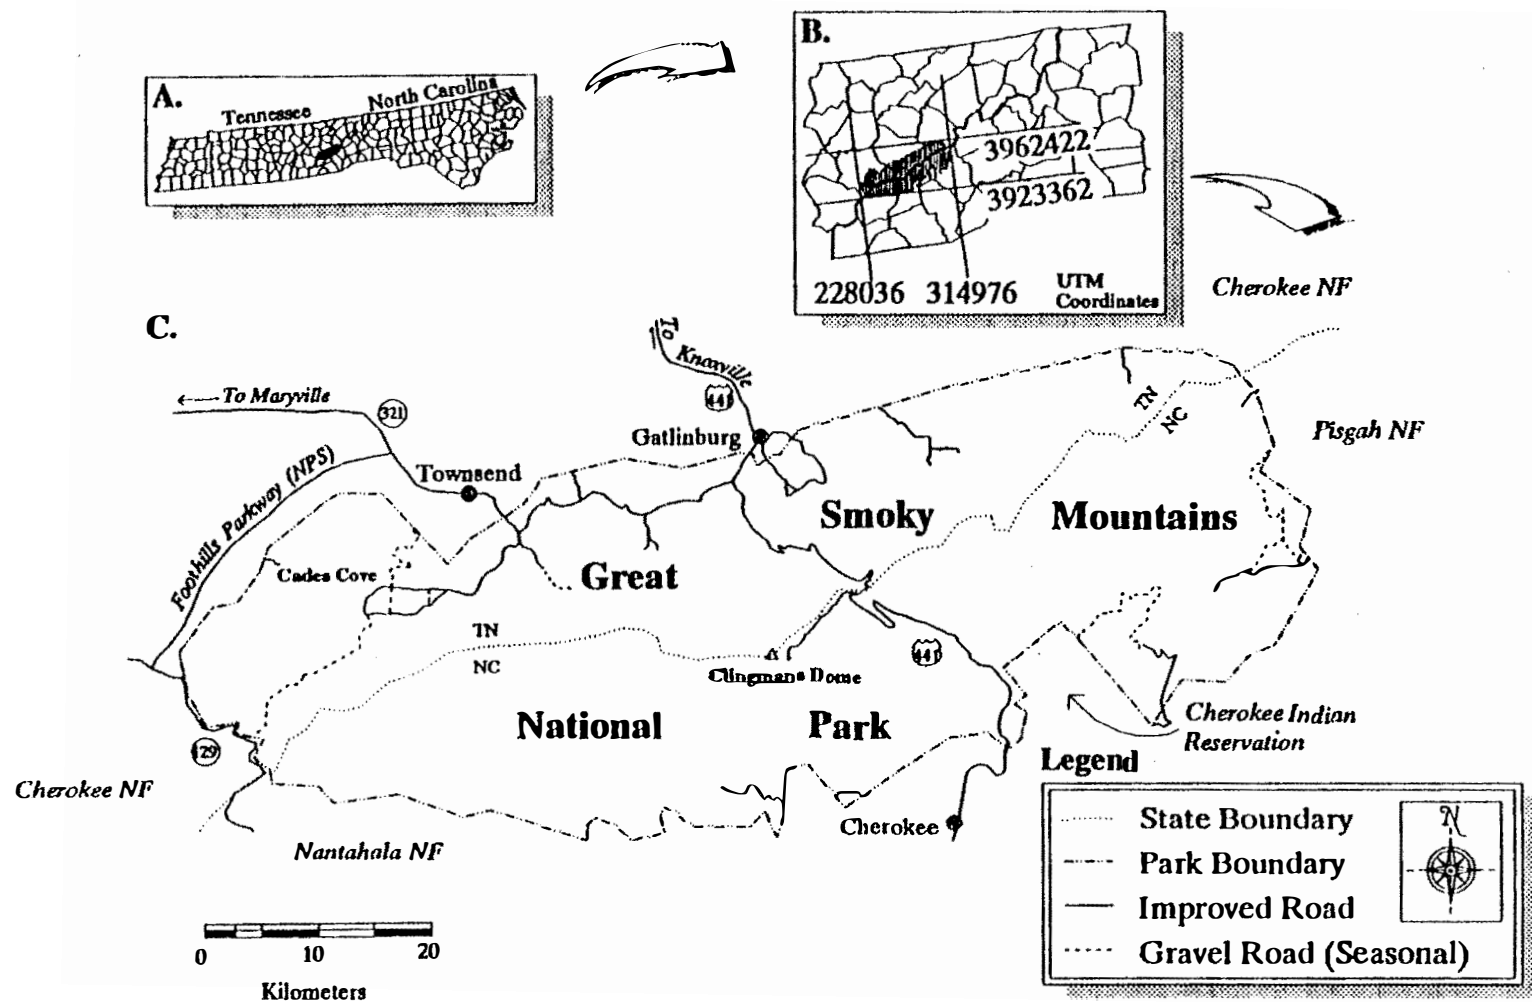 A.
Tennessee
North Carolina
B.
3962422
3923362
228036 314976
UTM
Coordinates
Cherokee NF
C.
To
Knoxville
441
To Maryville
321
Gatlinburg
Pisgah NF
TN
NC
Townsend
Foothills Parkway (NPS)
Smoky
Mountains
Cades Cove
Great
TN
NC
441
Clingmans Dome
National
Park
Cherokee Indian
Reservation
129
Cherokee NF
Cherokee
Nantahala NF
Legend
State Boundary
Park Boundary
Improved Road
Gravel Road (Seasonal)
N
0 10 20
Kilometers